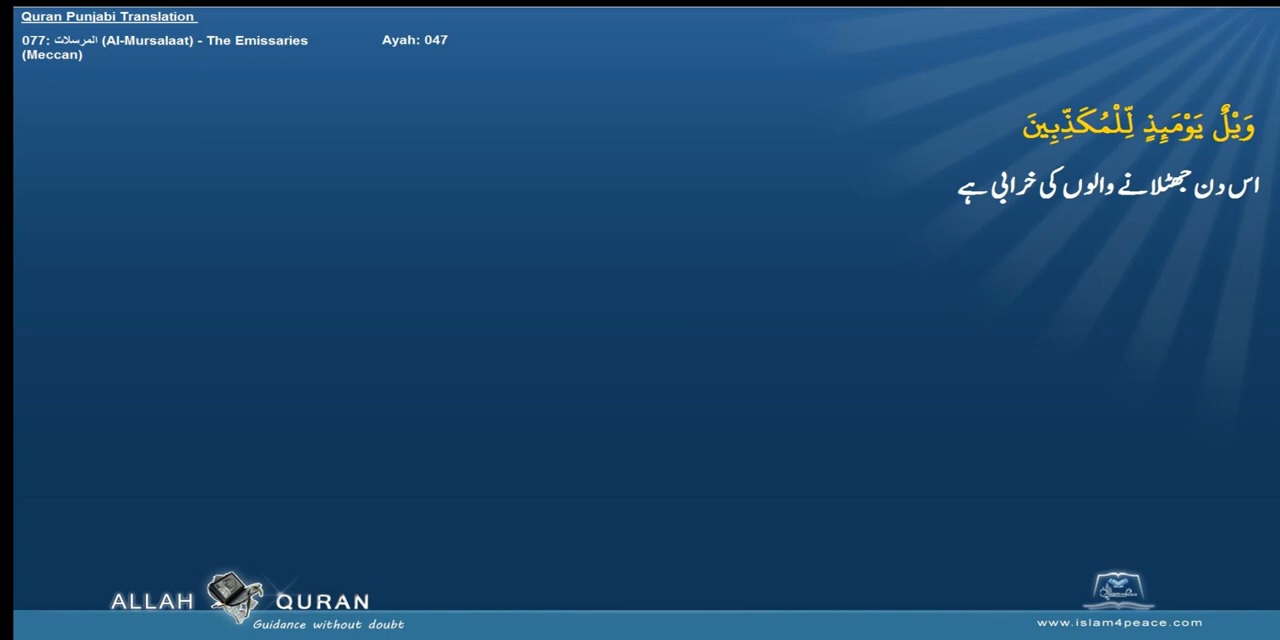 Quran Punjabi Translation
077: المرسلات (Al-Mursalaat) - The Emissaries (Meccan)
Ayah: 047
وَيْلٌ يَوْمَئِذٍ لِّلْمُكَذِّبِينَ
اس دن جھٹلانے والوں کی خرابی ہے
ALLAH QURAN
Guidance without doubt
www.islam4peace.com